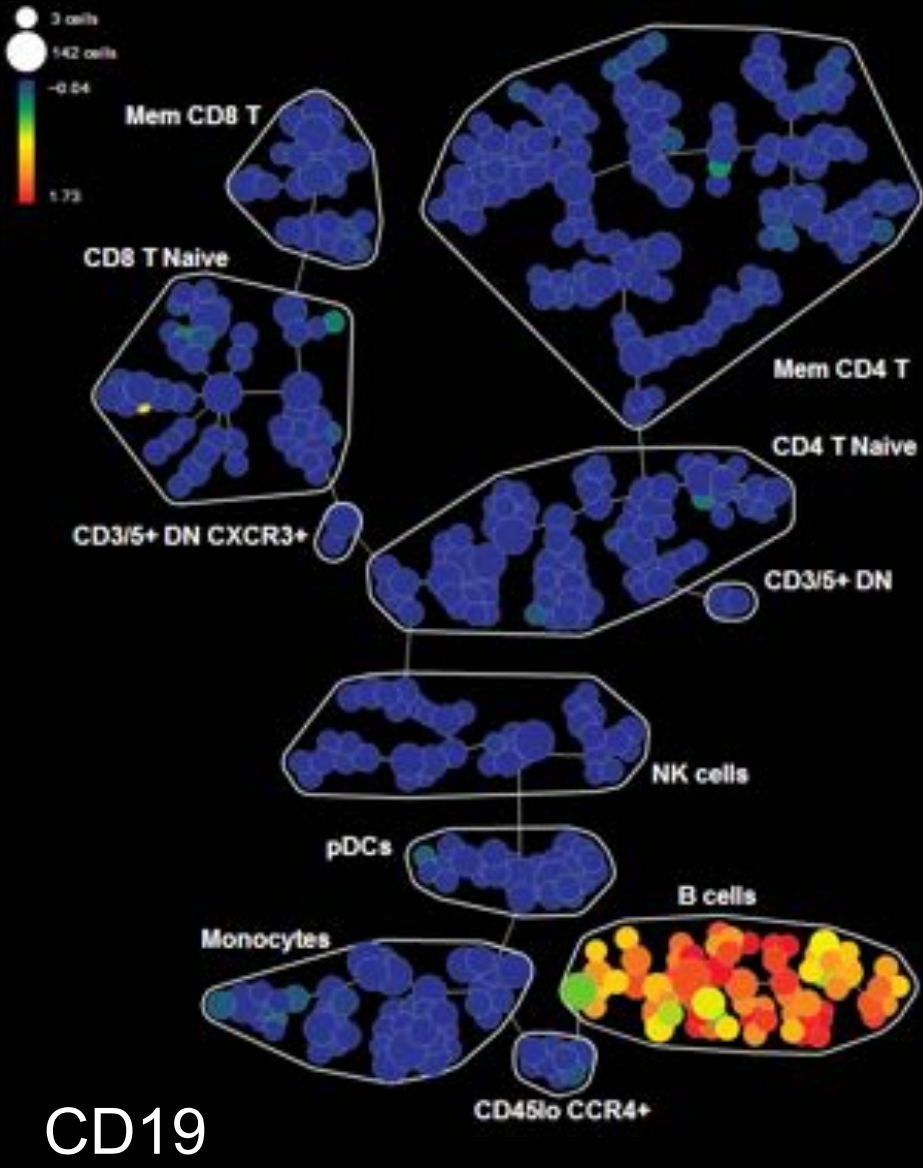 3 cells
142 cells
-0.04
1.73
Mem CD8 T
CD8 T Naive
Mem CD4 T
CD4 T Naive
CD3/5+ DN CXCR3+
CD3/5+ DN
NK cells
pDCs
B cells
Monocytes
CD45lo CCR4+
CD19